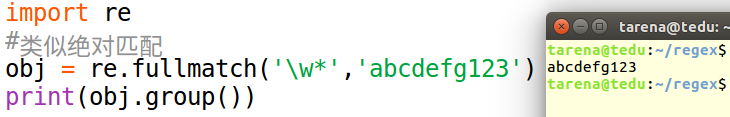 import re
#类似绝对匹配
obj = re.fullmatch('\w*','abcdefg123')
print(obj.group())
tarena@tedu: ~
tarena@tedu:~/regex$
abcdefg123
tarena@tedu:~/regex$